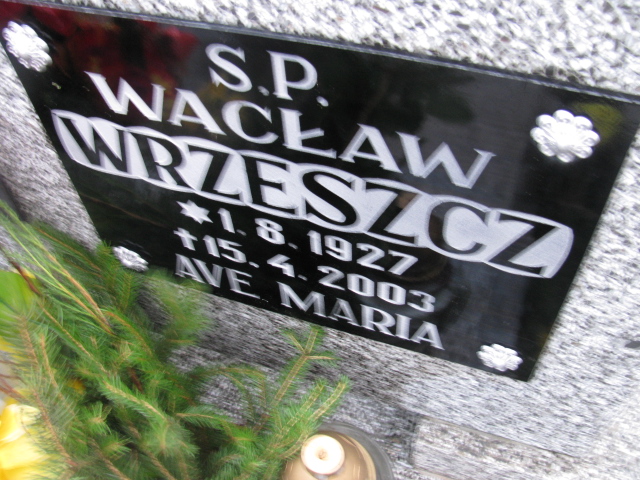 S.P.
WACŁAW
WRZESZCZ
* 1. 8. 1927
† 15. 4. 2003
AVE MARIA